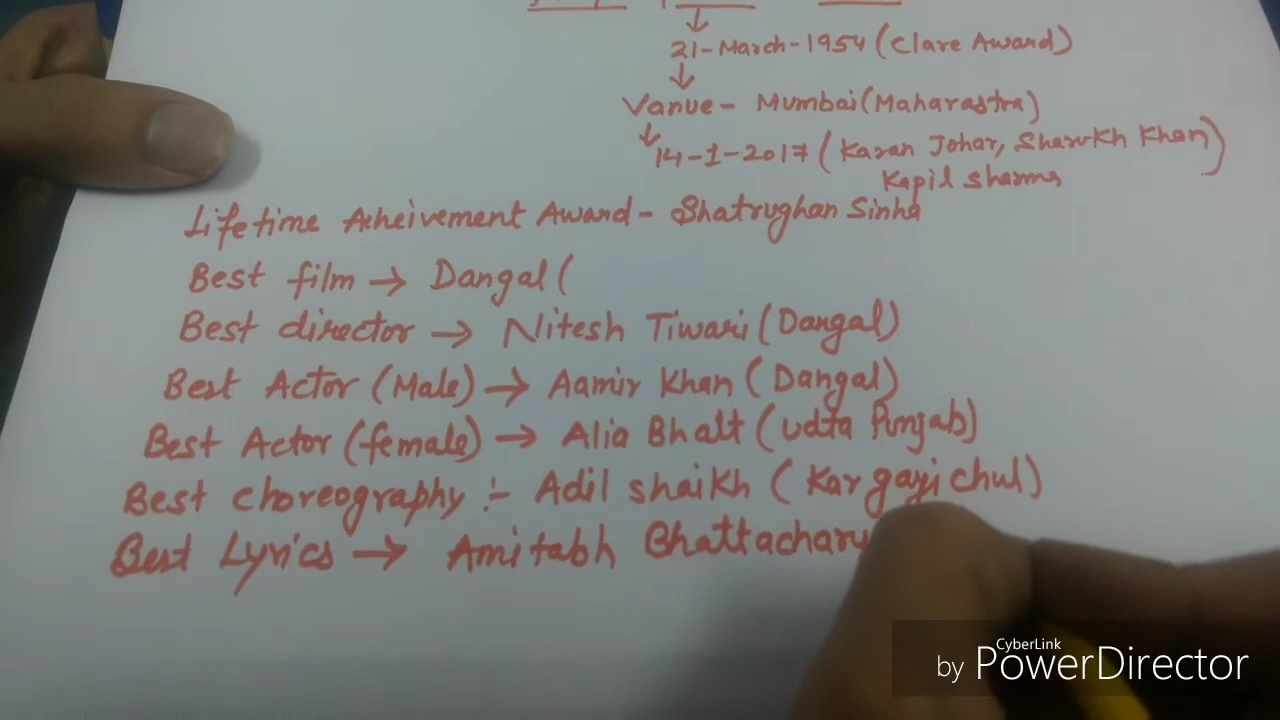 21-March-1954 (Clare Award)
Vanue- Mumbai (Maharastra)
14-1-2017 (Karan Johar, Sharukh Khan)
Kapil sharma
Lifetime Acheivement Award- Shatrughan Sinha
Best film → Dangal (
Best director → Nitesh Tiwari (Dangal)
Best Actor (Male) → Aamir Khan (Dangal)
Best Actor (female) → Alia Bhatt (Udta Punjab)
Best choreography :- Adil shaikh (Kar gayi chul)
Best Lyrics → Amitabh Bhattachary
CyberLink
by PowerDirector